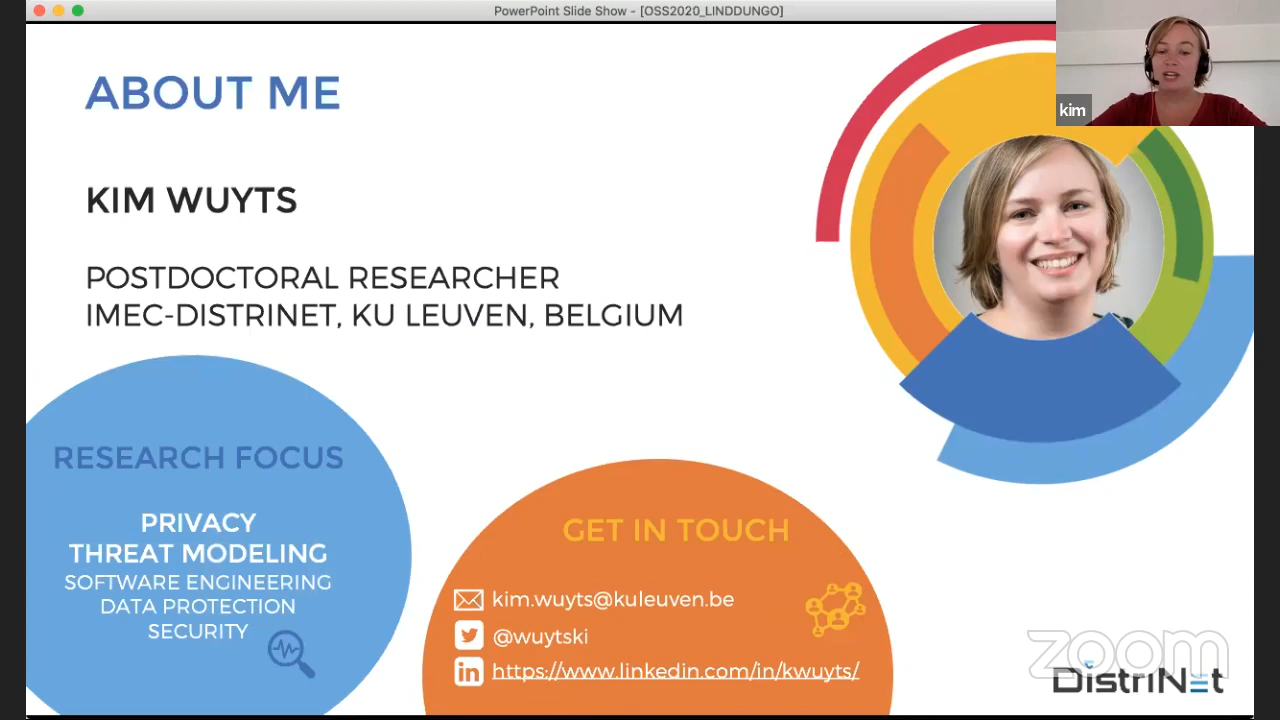 PowerPoint Slide Show - [OSS2020_LINDDUNGO]
kim
ABOUT ME
KIM WUYTS
POSTDOCTORAL RESEARCHER
IMEC-DISTRINET, KU LEUVEN, BELGIUM
RESEARCH FOCUS
PRIVACY
THREAT MODELING
SOFTWARE ENGINEERING
DATA PROTECTION
SECURITY
GET IN TOUCH
kim.wuyts@kuleuven.be
@wuytski
in https://www.linkedin.com/in/kwuyts/
zoom
DistriNet